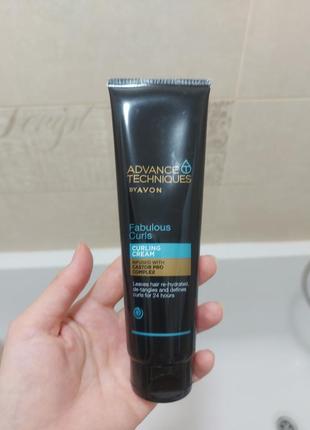 ADVANCE
TECHNIQUES
BY AVON
Fabulous
Curls
CURLING
CREAM
INFUSED WITH
CASTOR PRO
COMPLEX
Leaves hair re-hydrated,
de-tangles and defines
curls for 24 hours